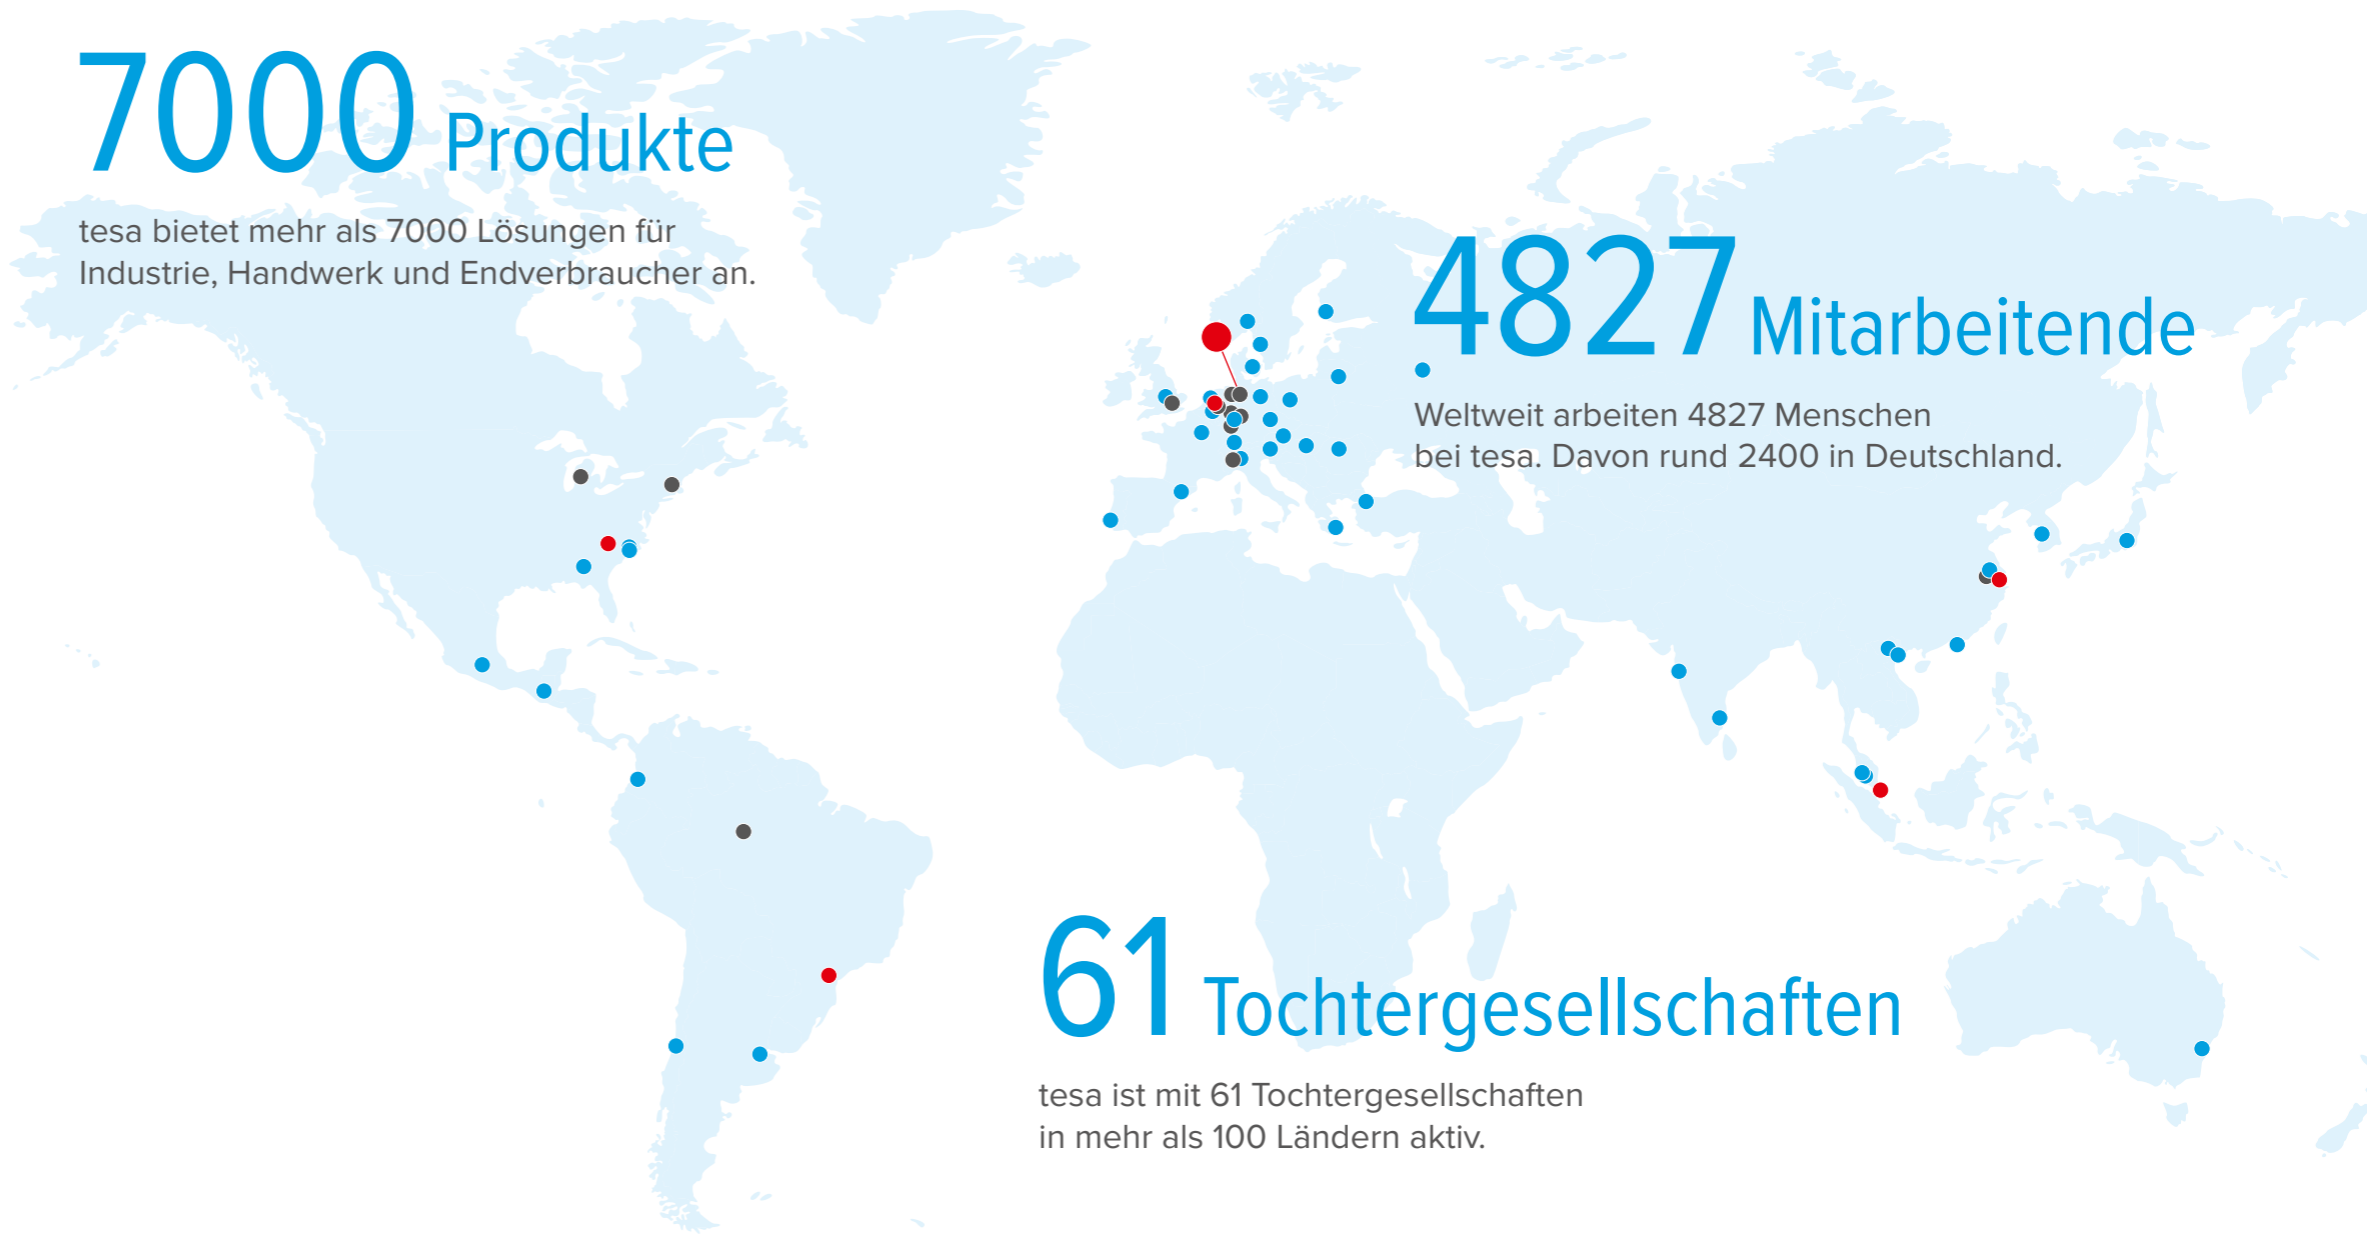 7000 Produkte
tesa bietet mehr als 7000 Lösungen für
Industrie, Handwerk und Endverbraucher an.
4827 Mitarbeitende
Weltweit arbeiten 4827 Menschen
bei tesa. Davon rund 2400 in Deutschland.
61 Tochtergesellschaften
tesa ist mit 61 Tochtergesellschaften
in mehr als 100 Ländern aktiv.